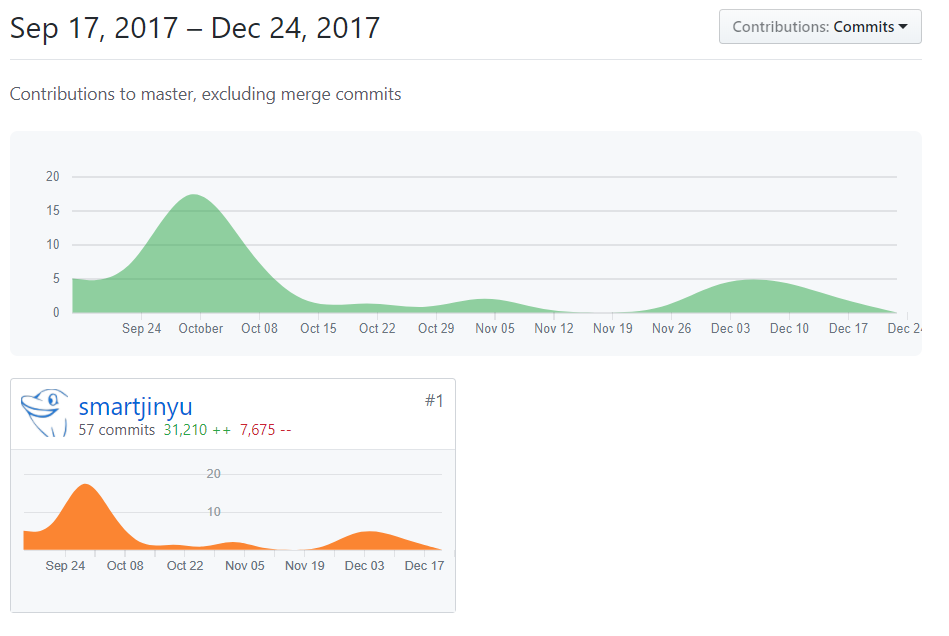 Sep 17, 2017 – Dec 24, 2017
Contributions: Commits
Contributions to master, excluding merge commits
20
15
10
5
0
Sep 24 October Oct 08 Oct 15 Oct 22 Oct 29 Nov 05 Nov 12 Nov 19 Nov 26 Dec 03 Dec 10 Dec 17 Dec 2
smartjinyu #1
57 commits 31,210 ++ 7,675 --
20
10
Sep 24 Oct 08 Oct 22 Nov 05 Nov 19 Dec 03 Dec 17